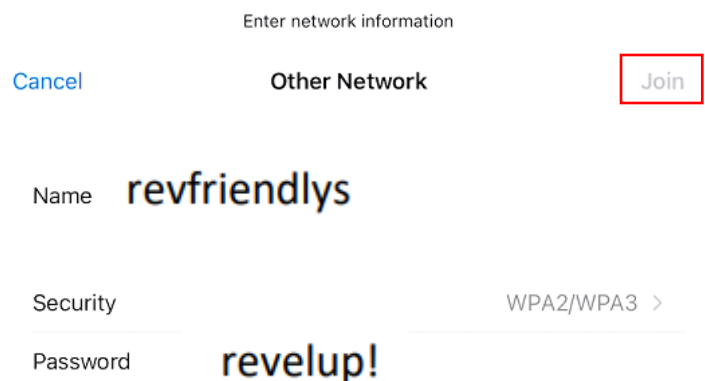 Enter network information
Cancel Other Network Join
Name revfriendlys
Security WPA2/WPA3 >
Password revelup!